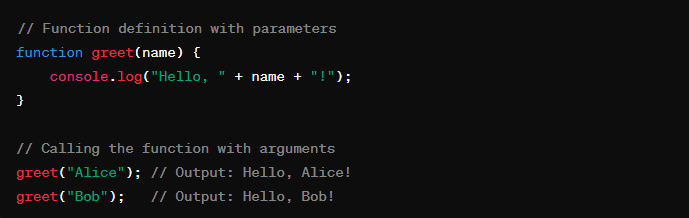 // Function definition with parameters
function greet(name) {
    console.log("Hello, " + name + "!");
}

// Calling the function with arguments
greet("Alice"); // Output: Hello, Alice!
greet("Bob");   // Output: Hello, Bob!